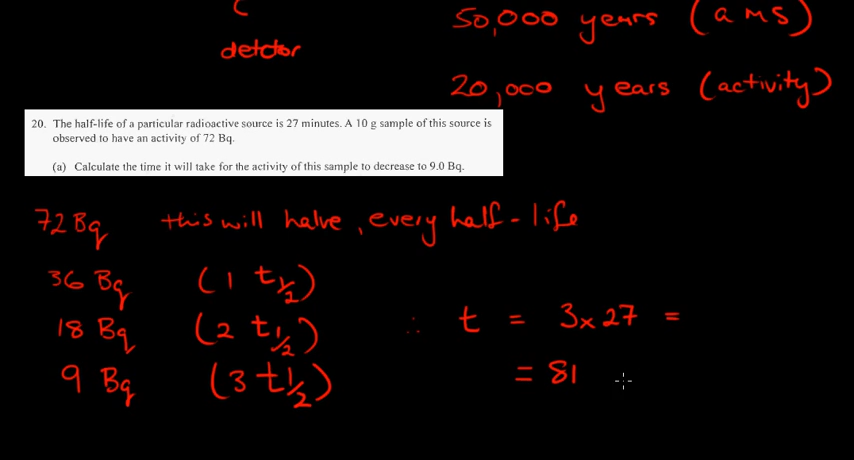 50,000 years (ams)
detctor
20,000 years (activity)
20. The half-life of a particular radioactive source is 27 minutes. A 10 g sample of this source is
observed to have an activity of 72 Bq.
(a) Calculate the time it will take for the activity of this sample to decrease to 9.0 Bq.
72 Bq this will halve, every half-life
36 Bq (1 t½)
18 Bq (2 t½)
∴ t = 3x27 =
9 Bq (3 t½)
= 81